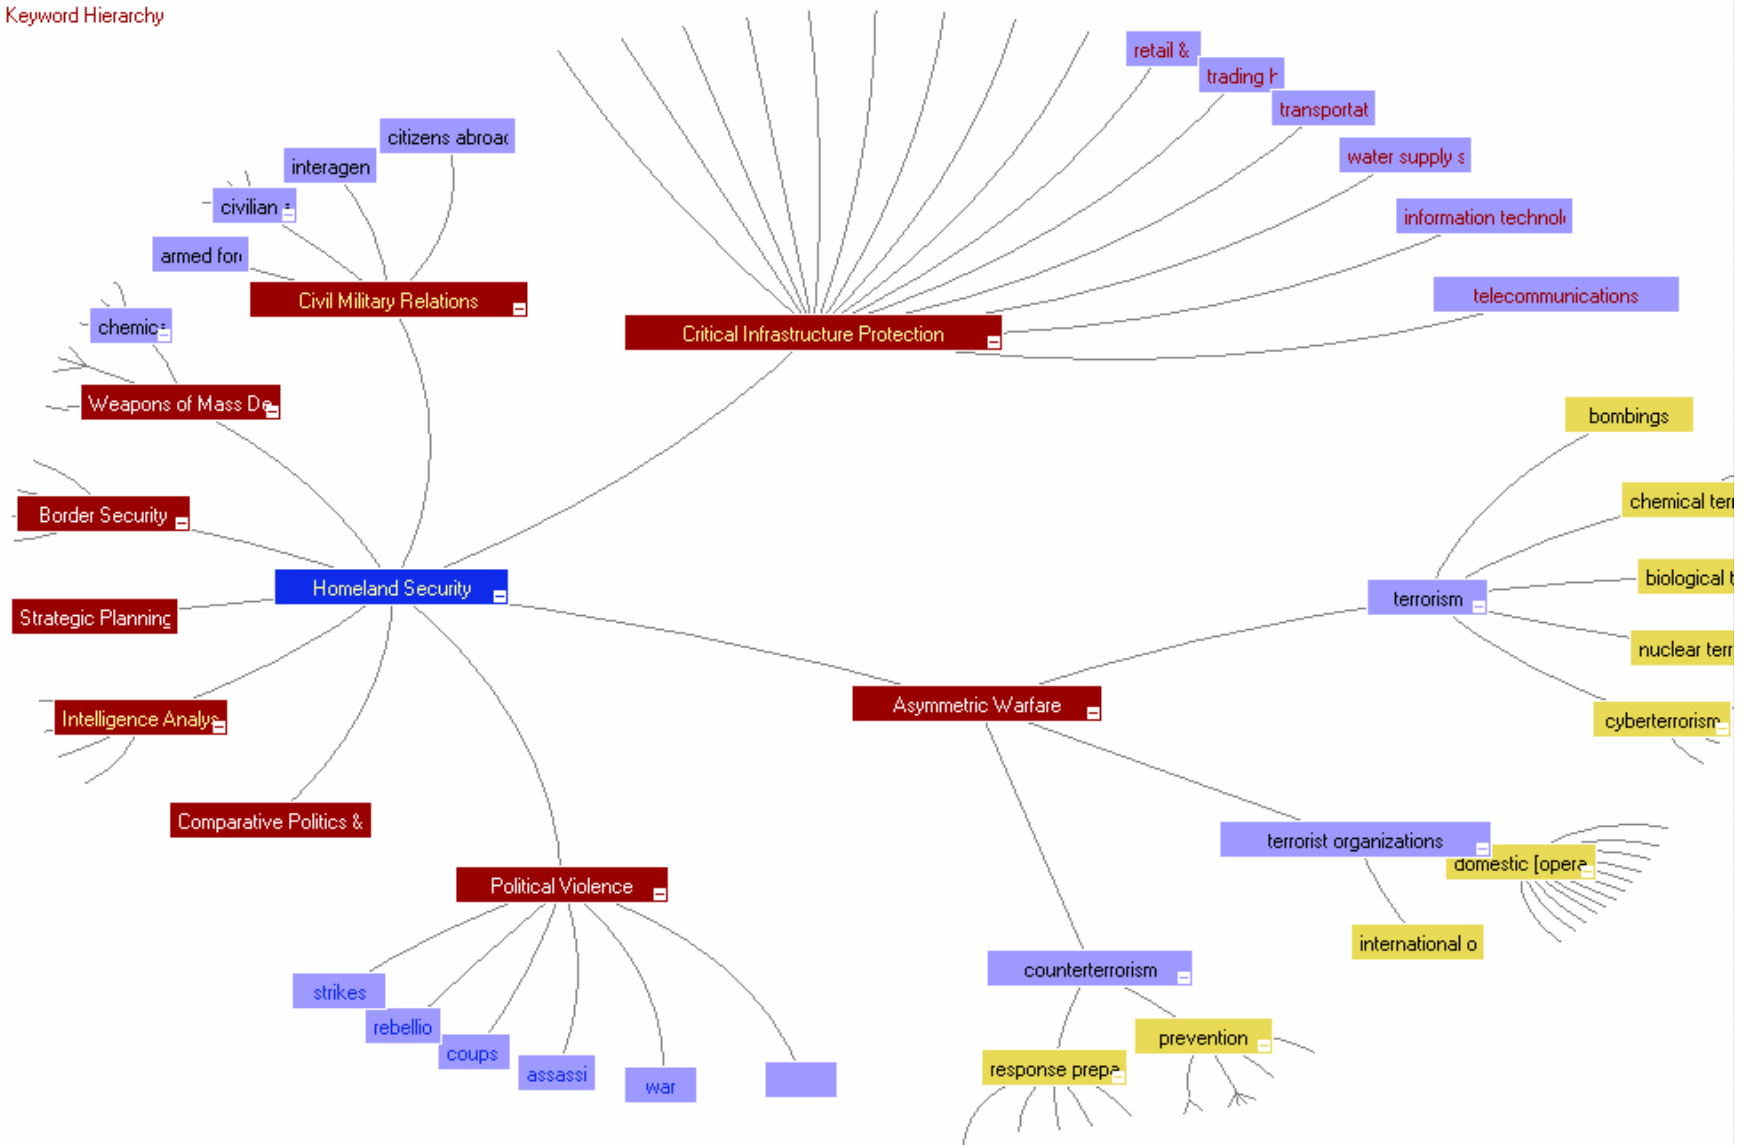 Keyword Hierarchy
retail &
trading h
transportat
citizens abroad
interagen
water supply s
civilian
information technol
armed for
telecommunications
Civil Military Relations
chemic
Critical Infrastructure Protection
Weapons of Mass De
bombings
chemical terr
Border Security
biological t
Homeland Security
terrorism
Strategic Planning
nuclear terr
Asymmetric Warfare
Intelligence Analys
cyberterrorism
Comparative Politics &
terrorist organizations
domestic [opera
Political Violence
international o
counterterrorism
strikes
rebellio
prevention
coups
response prepa
assassi
war